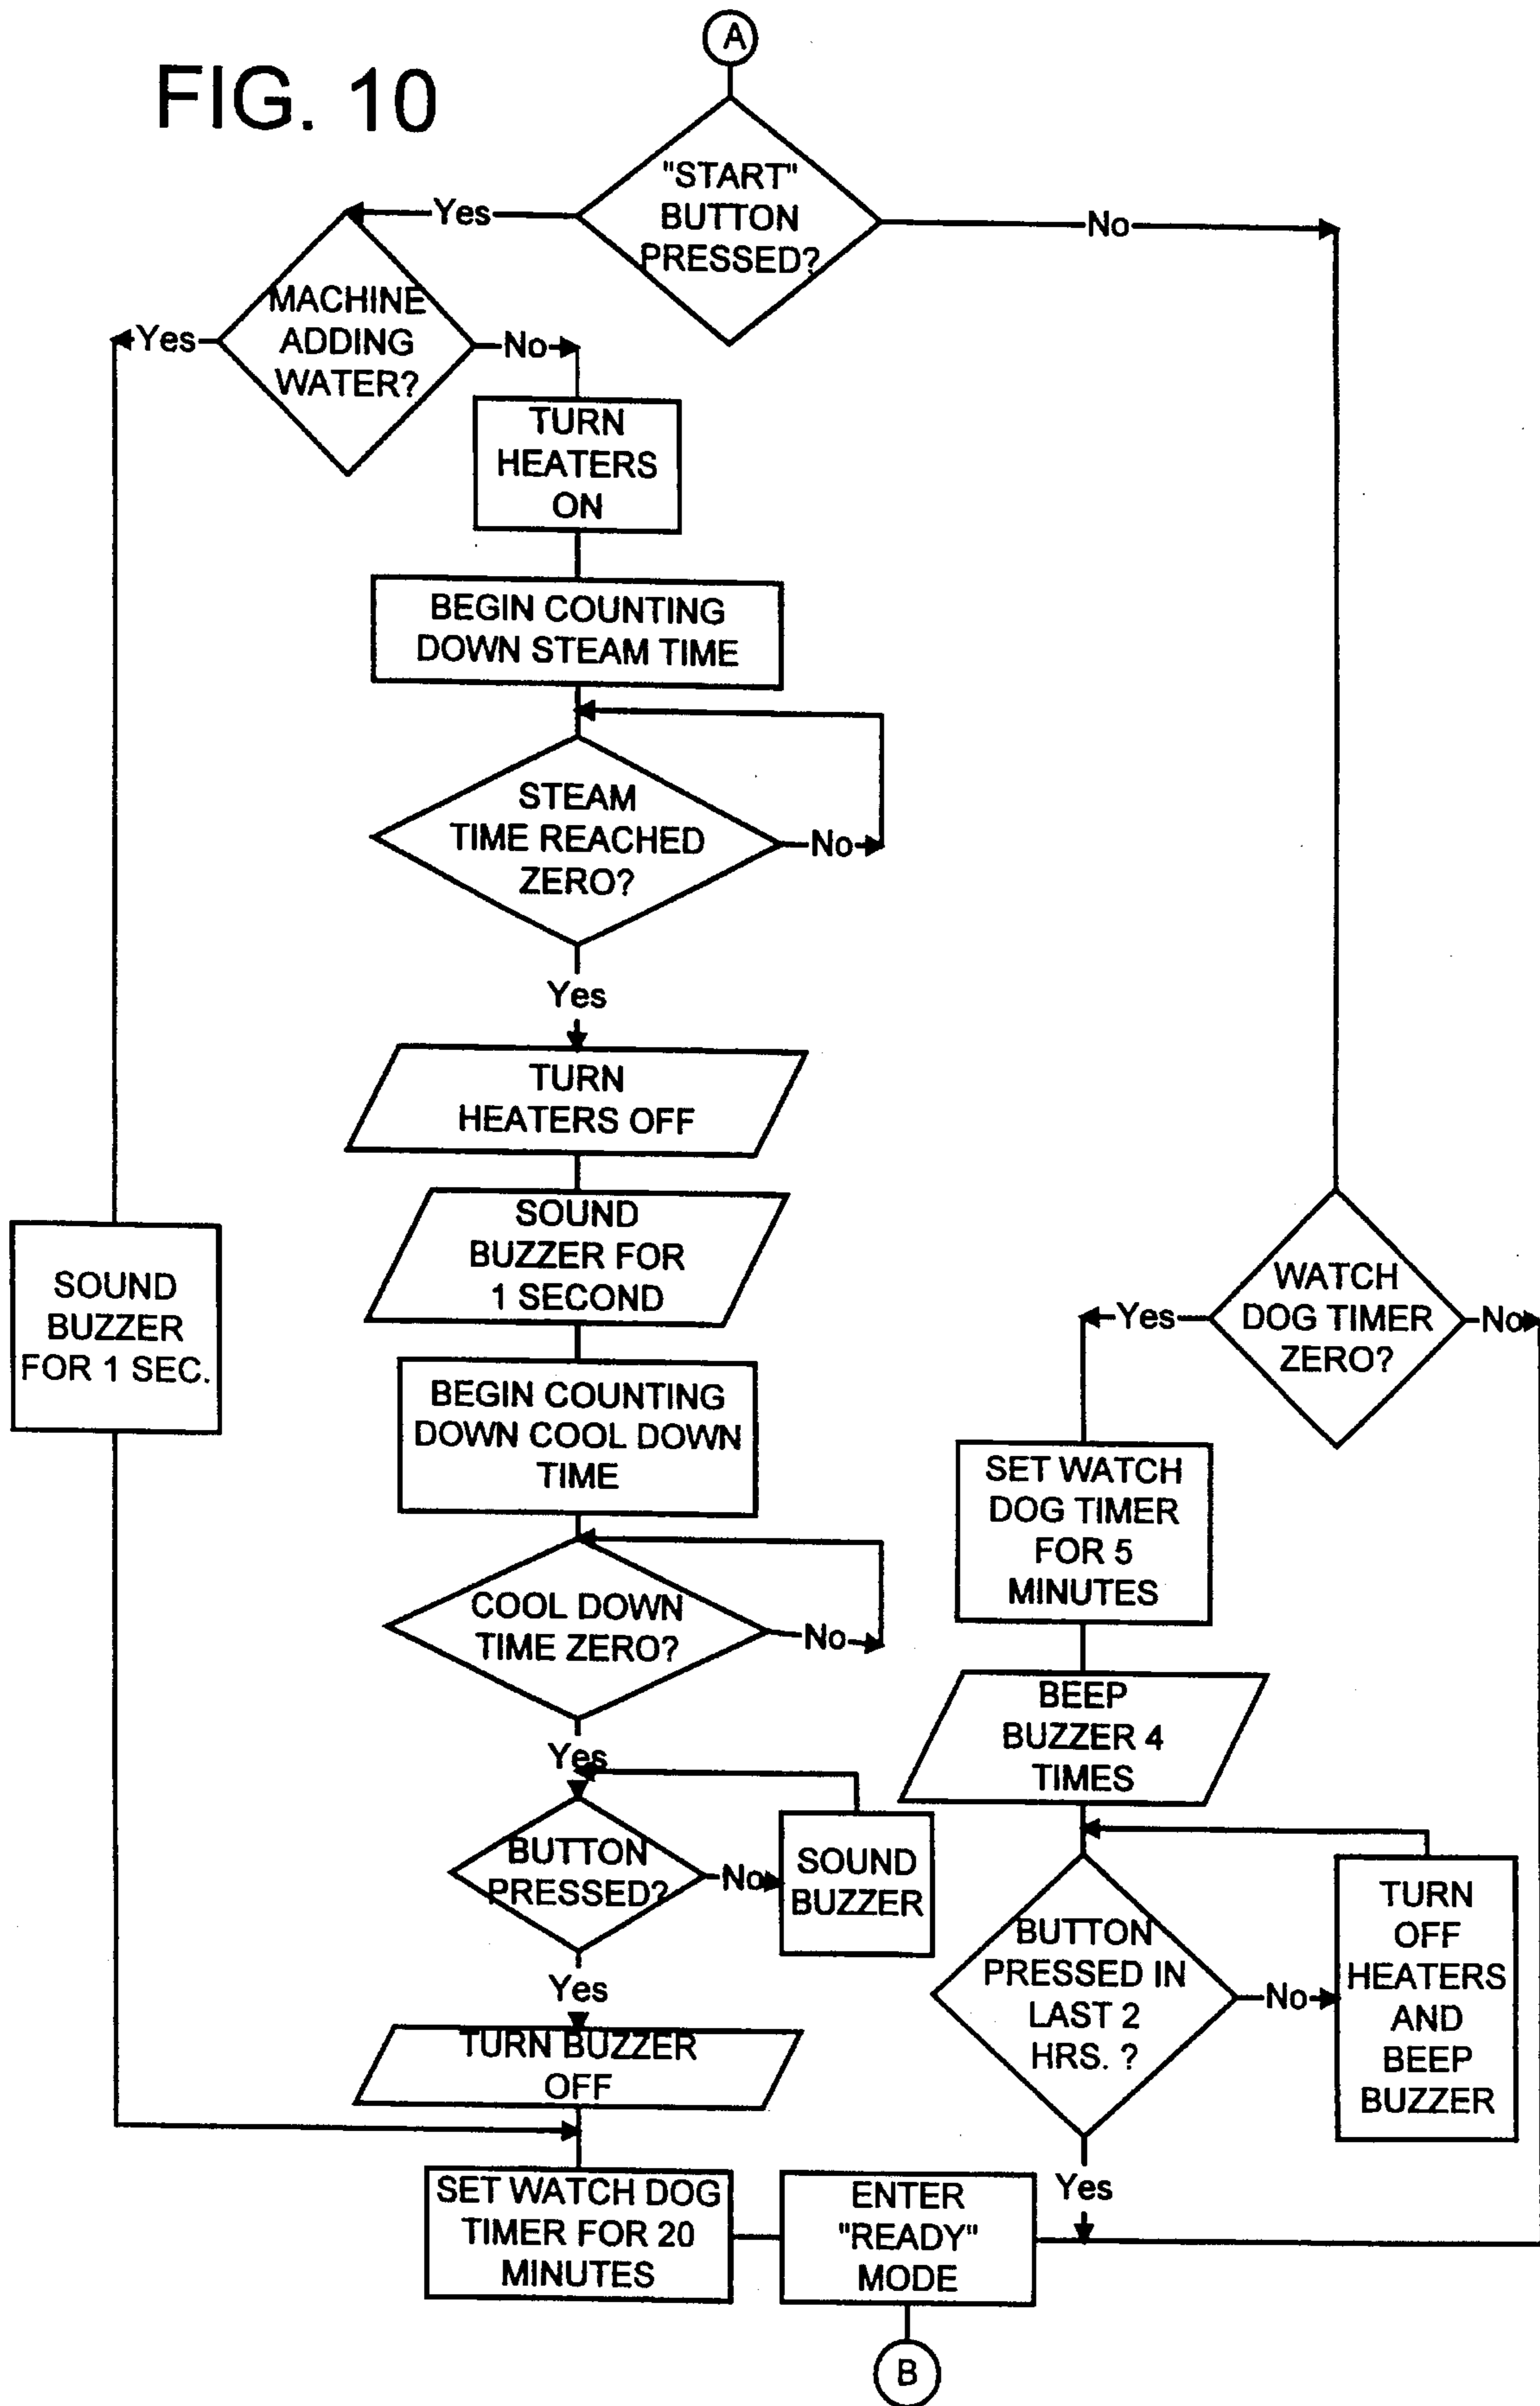 FIG. 10
A
"START"
BUTTON
PRESSED?
Yes
No
MACHINE
ADDING
WATER?
Yes
No
TURN
HEATERS
ON
BEGIN COUNTING
DOWN STEAM TIME
STEAM
TIME REACHED
ZERO?
No
Yes
TURN
HEATERS OFF
SOUND
BUZZER FOR
1 SECOND
SOUND
BUZZER
FOR 1 SEC.
BEGIN COUNTING
DOWN COOL DOWN
TIME
COOL DOWN
TIME ZERO?
No
Yes
BUTTON
PRESSED?
No
SOUND
BUZZER
Yes
TURN BUZZER
OFF
SET WATCH DOG
TIMER FOR 20
MINUTES
WATCH
DOG TIMER
ZERO?
Yes
No
SET WATCH
DOG TIMER
FOR 5
MINUTES
BEEP
BUZZER 4
TIMES
BUTTON
PRESSED IN
LAST 2
HRS. ?
No
TURN
OFF
HEATERS
AND
BEEP
BUZZER
Yes
ENTER
"READY"
MODE
B